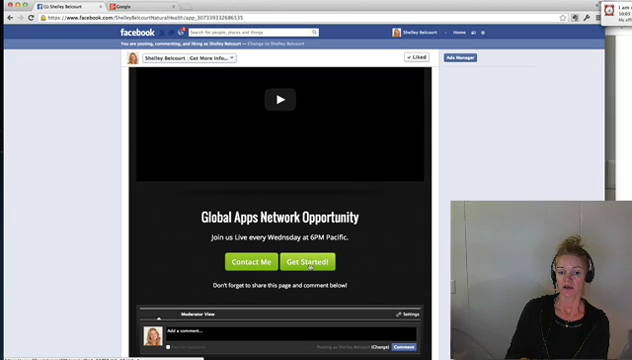 (1) Shelley Belcourt
Google
https://www.facebook.com/ShelleyBelcourtNaturalHealth/app_307339332686535
I am
facebook
Search for people, places and things
Shelley Belcourt
Home
You are posting, commenting, and liking as Shelley Belcourt — Change to Shelley Belcourt
Shelley Belcourt
Get More Info...
Liked
Ads Manager
Global Apps Network Opportunity
Join us Live every Wednsday at 6PM Pacific.
Contact Me
Get Started!
Don't forget to share this page and comment below!
Moderator View
Settings
Add a comment...
Posting as Shelley Belcourt (Change)
Comment